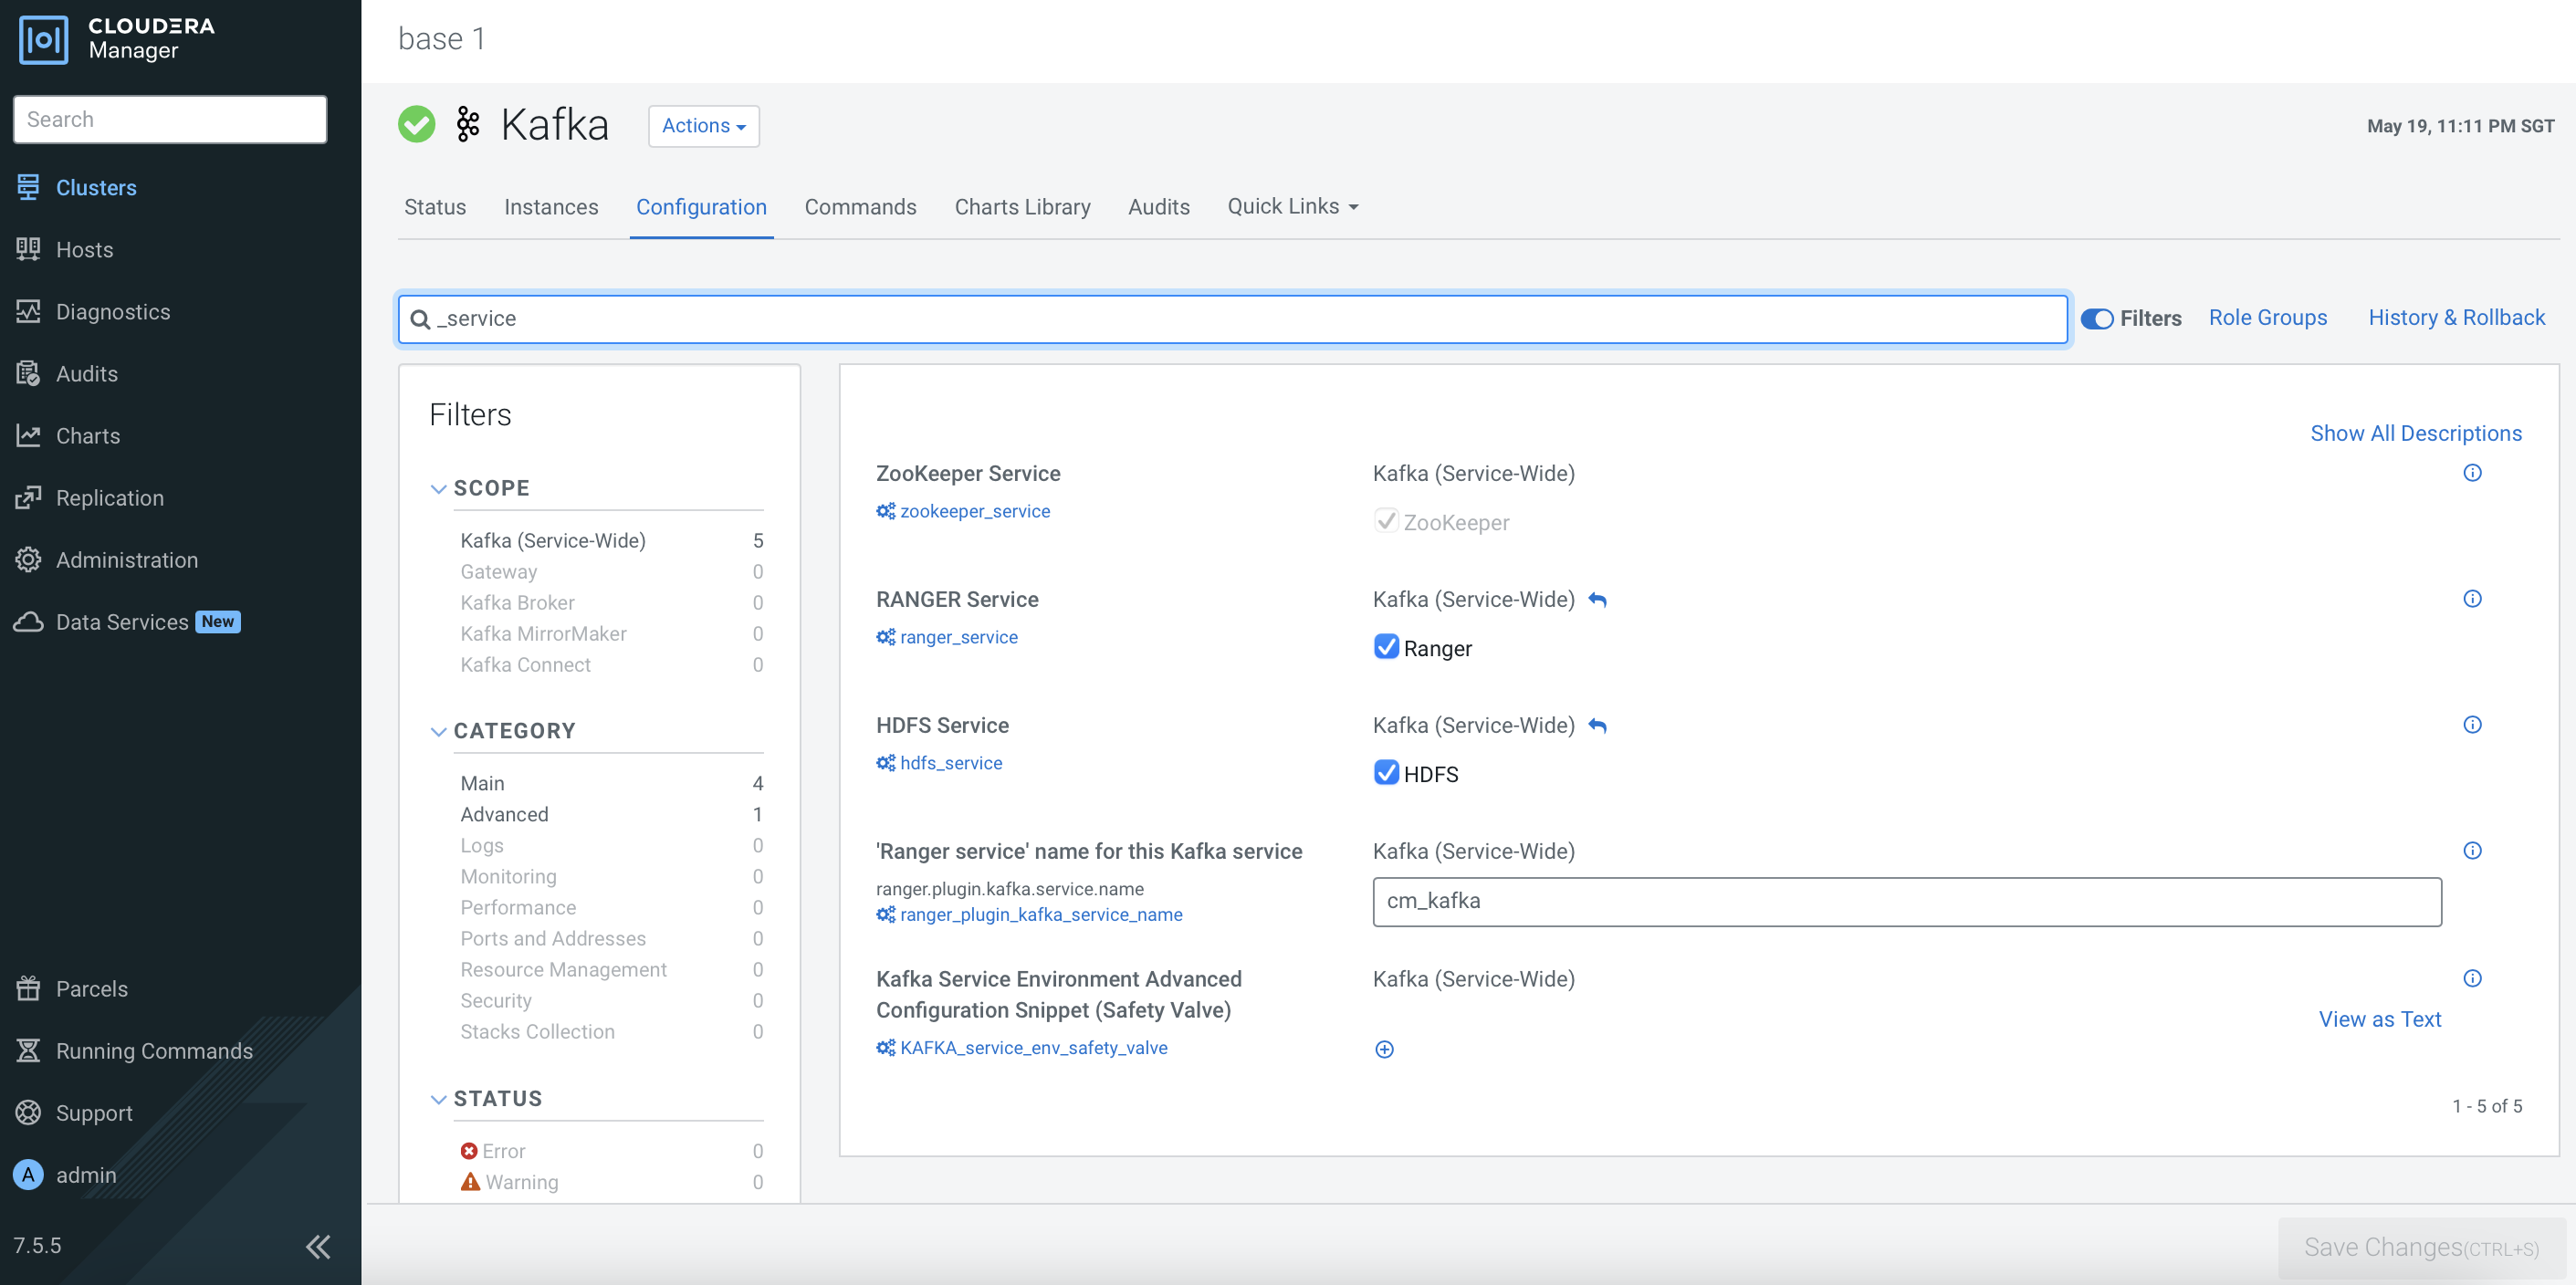 CLOUDERA
Manager
Search
Clusters
Hosts
Diagnostics
Audits
Charts
Replication
Administration
Data Services New
Parcels
Running Commands
Support
A admin
7.5.5
base 1
Kafka Actions
May 19, 11:11 PM SGT
Status Instances Configuration Commands Charts Library Audits Quick Links
_service
Filters Role Groups History & Rollback
Filters
SCOPE
Kafka (Service-Wide) 5
Gateway 0
Kafka Broker 0
Kafka MirrorMaker 0
Kafka Connect 0
CATEGORY
Main 4
Advanced 1
Logs 0
Monitoring 0
Performance 0
Ports and Addresses 0
Resource Management 0
Security 0
Stacks Collection 0
STATUS
Error 0
Warning 0
Show All Descriptions
ZooKeeper Service Kafka (Service-Wide)
zookeeper_service
ZooKeeper
RANGER Service Kafka (Service-Wide)
ranger_service
Ranger
HDFS Service Kafka (Service-Wide)
hdfs_service
HDFS
'Ranger service' name for this Kafka service Kafka (Service-Wide)
ranger.plugin.kafka.service.name
cm_kafka
ranger_plugin_kafka_service_name
Kafka Service Environment Advanced Kafka (Service-Wide)
Configuration Snippet (Safety Valve)
View as Text
KAFKA_service_env_safety_valve
1 - 5 of 5
Save Changes(CTRL+S)